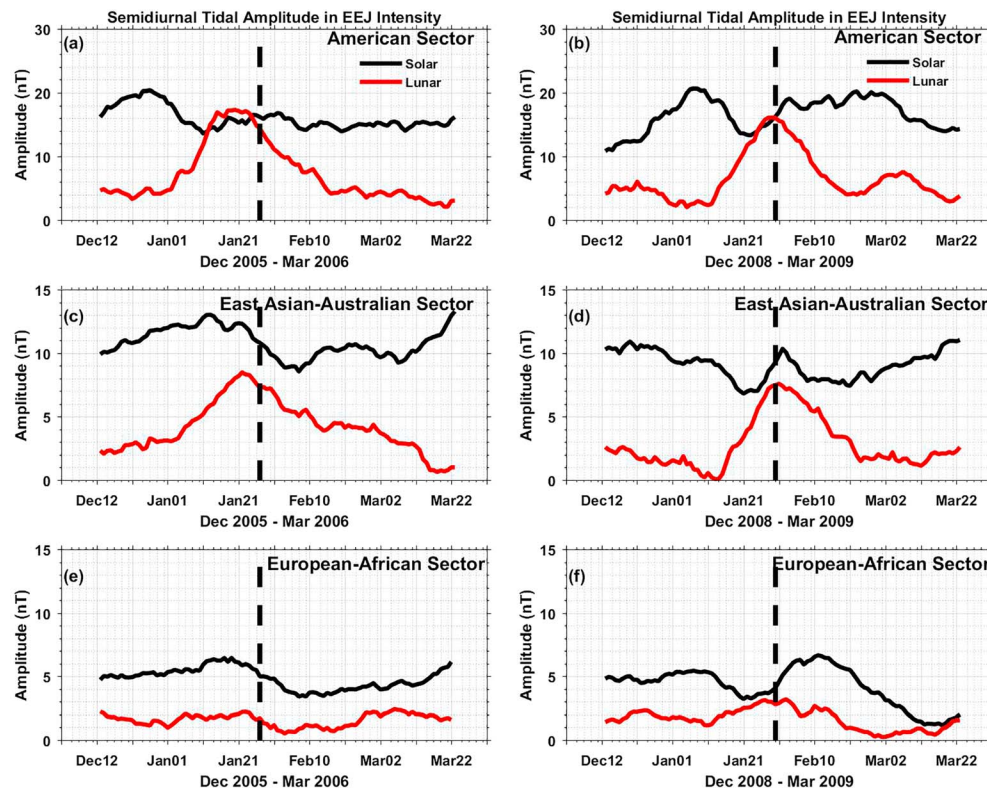 Semidiurnal Tidal Amplitude in EEJ Intensity
(a) American Sector
Solar
Lunar
Amplitude (nT)
30
20
10
0
Dec12 Jan01 Jan21 Feb10 Mar02 Mar22
Dec 2005 - Mar 2006
Semidiurnal Tidal Amplitude in EEJ Intensity
(b) American Sector
Solar
Lunar
Amplitude (nT)
30
20
10
0
Dec12 Jan01 Jan21 Feb10 Mar02 Mar22
Dec 2008 - Mar 2009
(c) East Asian-Australian Sector
Amplitude (nT)
15
10
5
0
Dec12 Jan01 Jan21 Feb10 Mar02 Mar22
Dec 2005 - Mar 2006
(d) East Asian-Australian Sector
Amplitude (nT)
15
10
5
0
Dec12 Jan01 Jan21 Feb10 Mar02 Mar22
Dec 2008 - Mar 2009
(e) European-African Sector
Amplitude (nT)
15
10
5
0
Dec12 Jan01 Jan21 Feb10 Mar02 Mar22
Dec 2005 - Mar 2006
(f) European-African Sector
Amplitude (nT)
15
10
5
0
Dec12 Jan01 Jan21 Feb10 Mar02 Mar22
Dec 2008 - Mar 2009